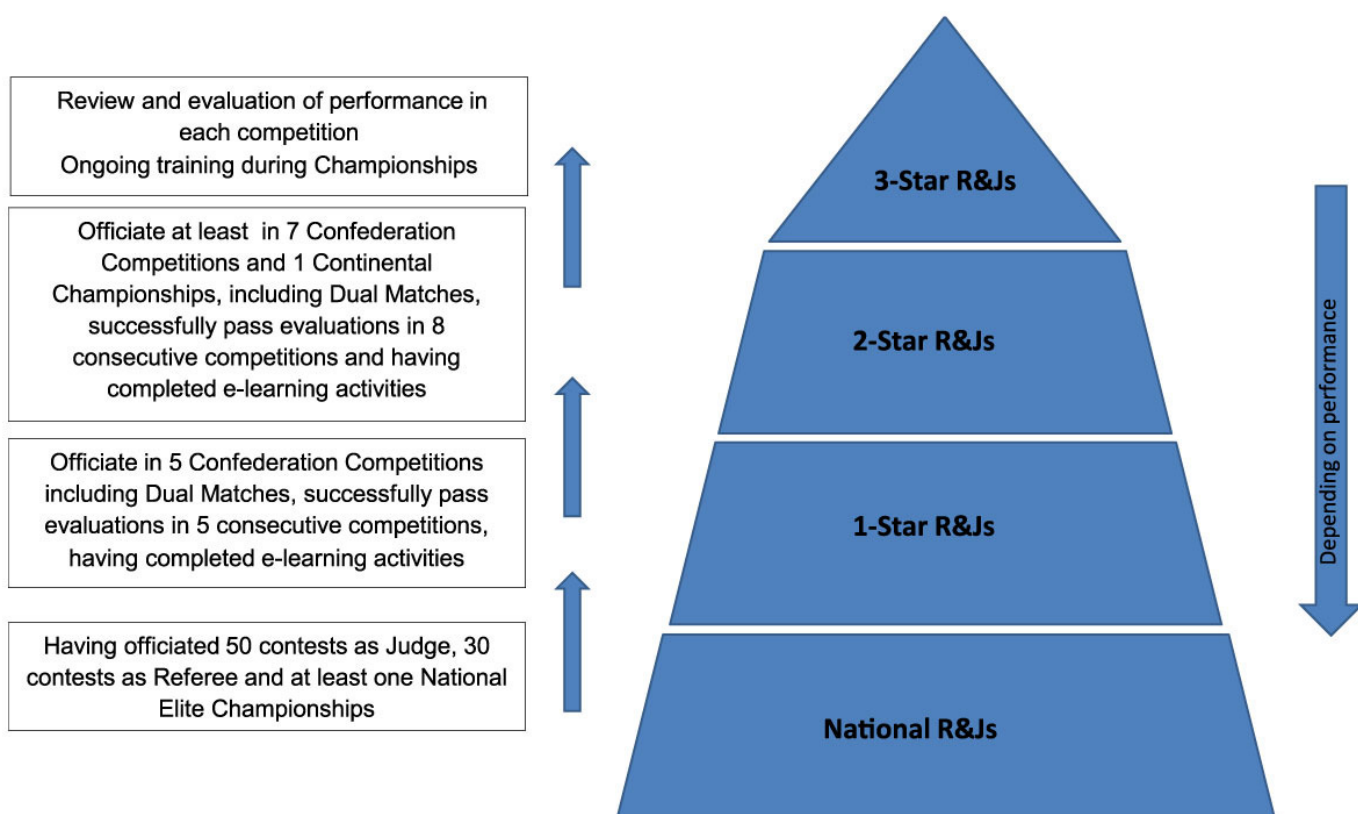 Review and evaluation of performance in
each competition
Ongoing training during Championships
Officiate at least in 7 Confederation
Competitions and 1 Continental
Championships, including Dual Matches,
successfully pass evaluations in 8
consecutive competitions and having
completed e-learning activities
Officiate in 5 Confederation Competitions
including Dual Matches, successfully pass
evaluations in 5 consecutive competitions,
having completed e-learning activities
Having officiated 50 contests as Judge, 30
contests as Referee and at least one National
Elite Championships
3-Star R&Js
2-Star R&Js
1-Star R&Js
National R&Js
Depending on performance